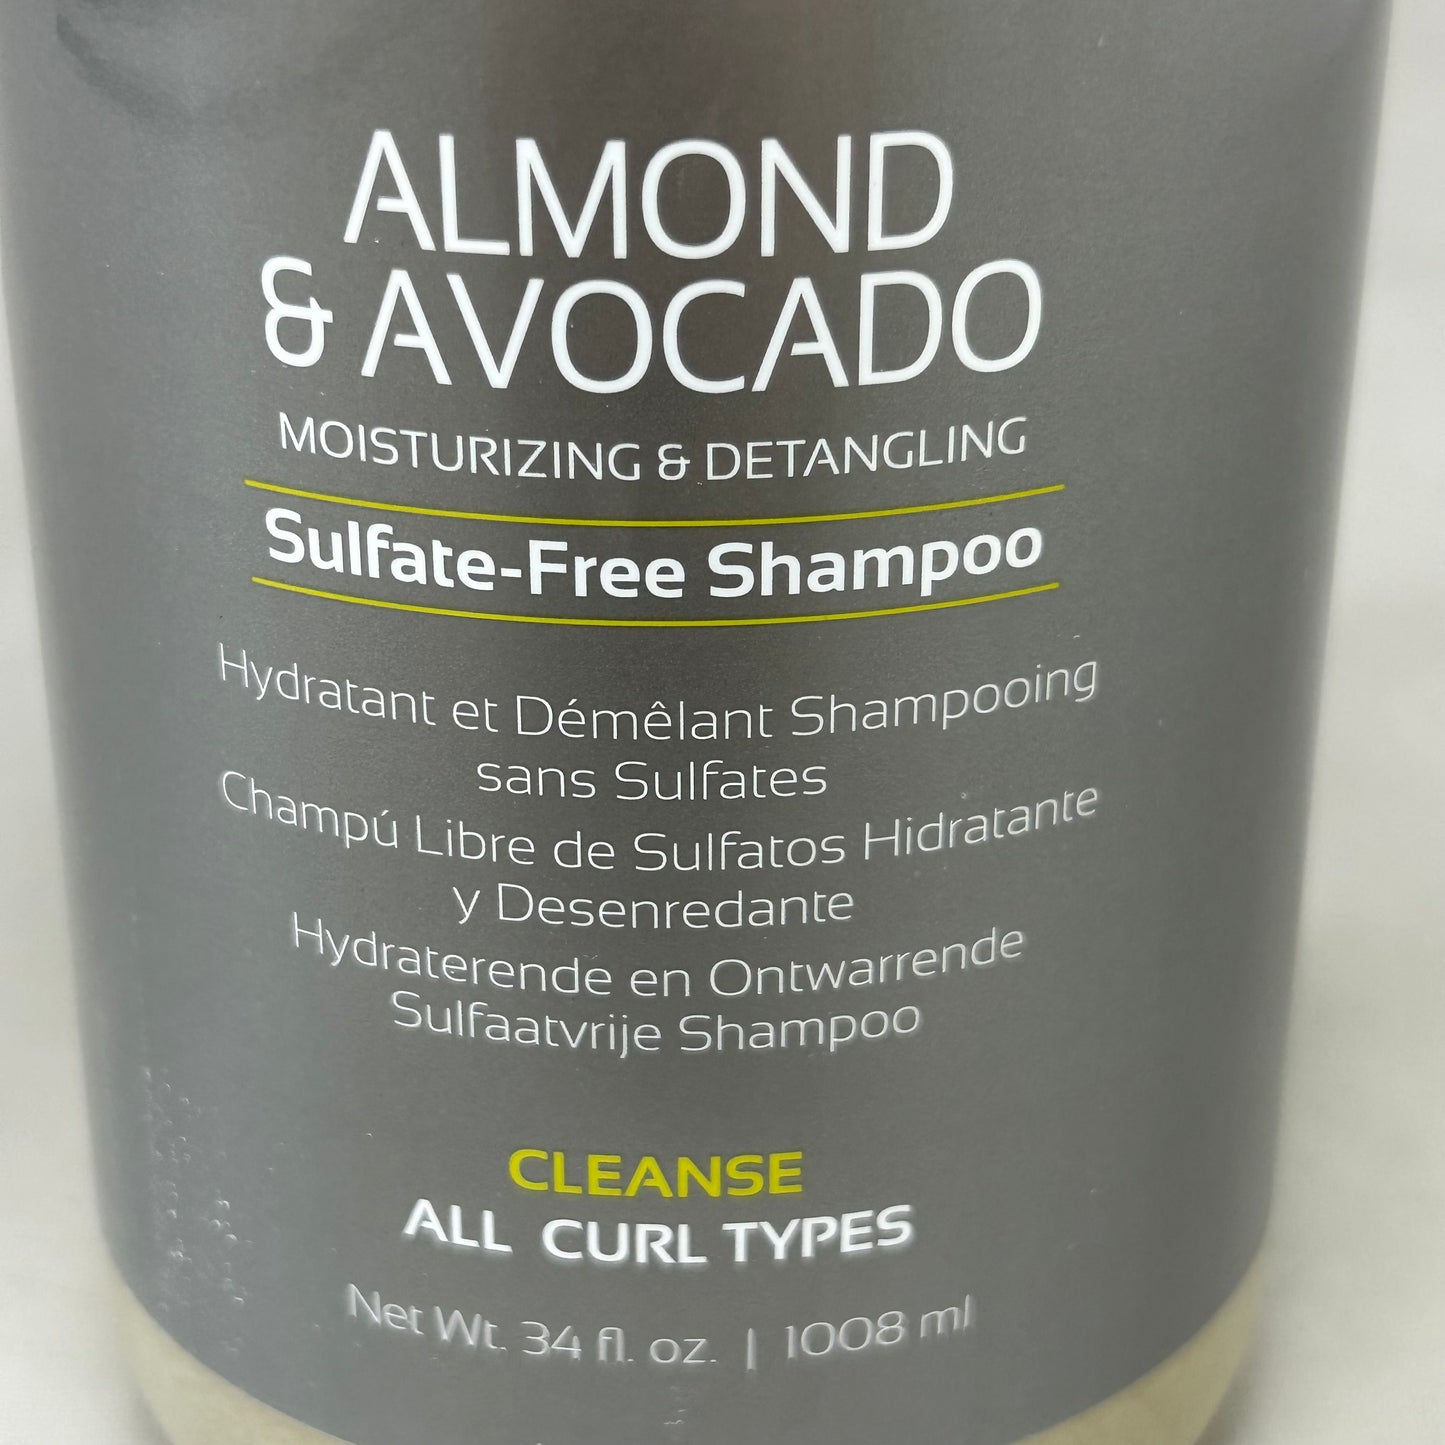 ALMOND
& AVOCADO
MOISTURIZING & DETANGLING
Sulfate-Free Shampoo
Hydratant et Démêlant Shampooing
sans Sulfates
Champú Libre de Sulfatos Hidratante
y Desenredante
Hydraterende en Ontwarrende
Sulfaatvrije Shampoo
CLEANSE
ALL CURL TYPES
Net Wt. 34 fl. oz. | 1008 ml